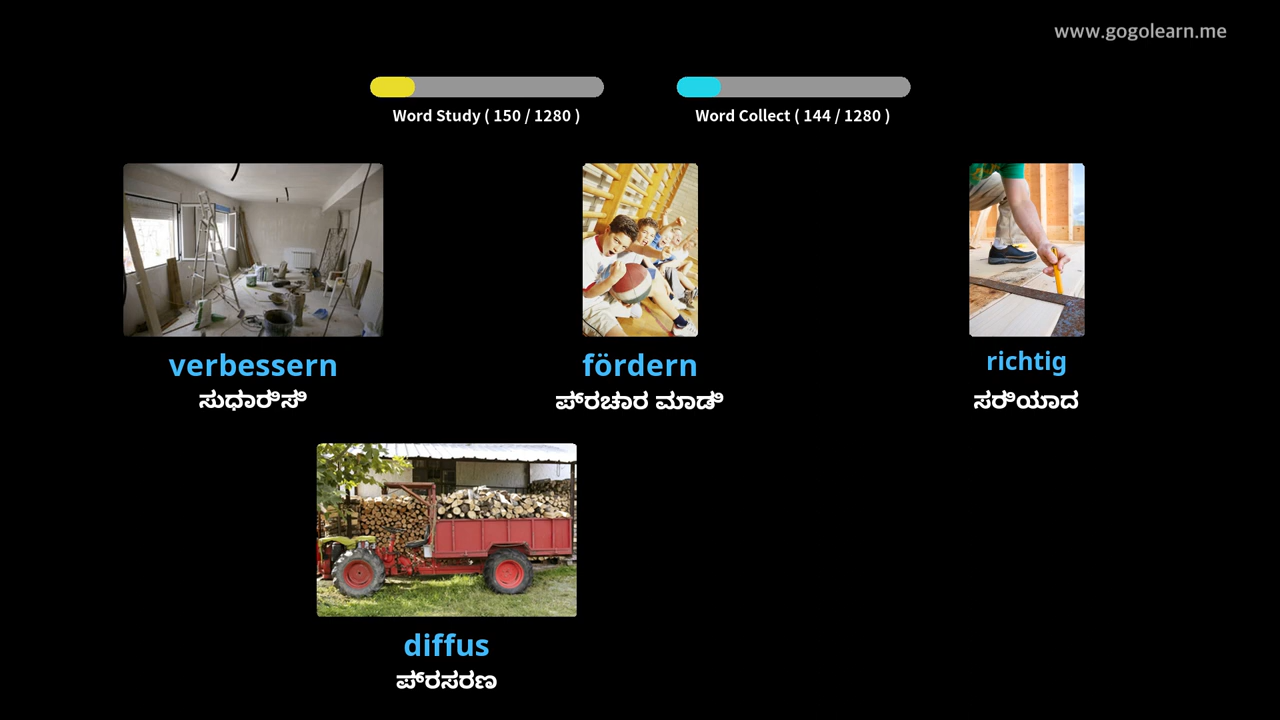 www.gogolearn.me
Word Study ( 150 / 1280 )
Word Collect ( 144 / 1280 )
verbessern
ಸುಧಾರಿಸಿ
fördern
ಪ್ರಚಾರ ಮಾಡಿ
richtig
ಸರಿಯಾದ
diffus
ಪ್ರಸರಣ